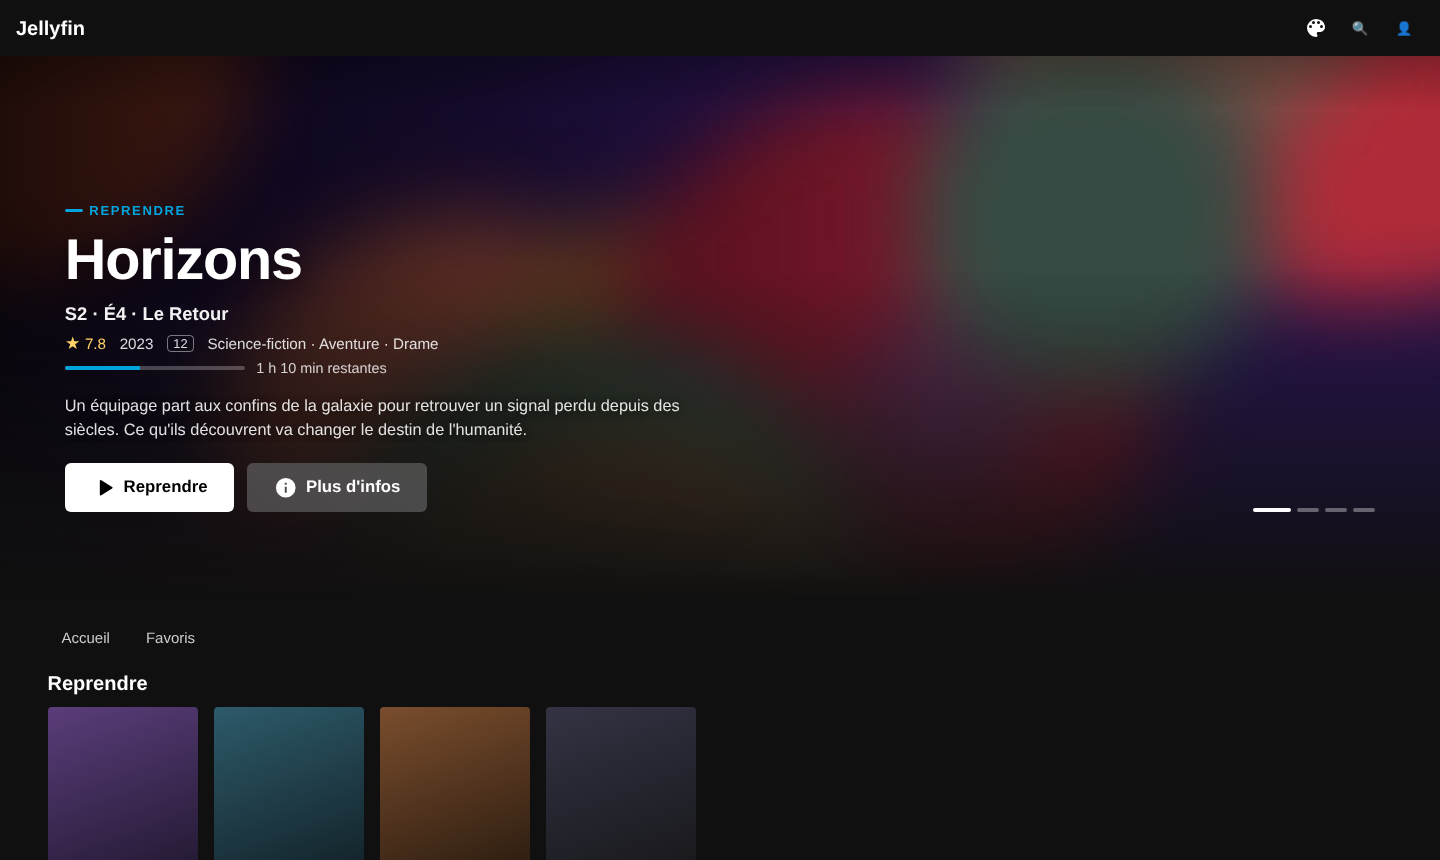 Jellyfin
REPRENDRE
Horizons
S2 · É4 · Le Retour
★ 7.8 2023 12 Science-fiction · Aventure · Drame
1 h 10 min restantes
Un équipage part aux confins de la galaxie pour retrouver un signal perdu depuis des
siècles. Ce qu'ils découvrent va changer le destin de l'humanité.
Reprendre Plus d'infos
Accueil Favoris
Reprendre